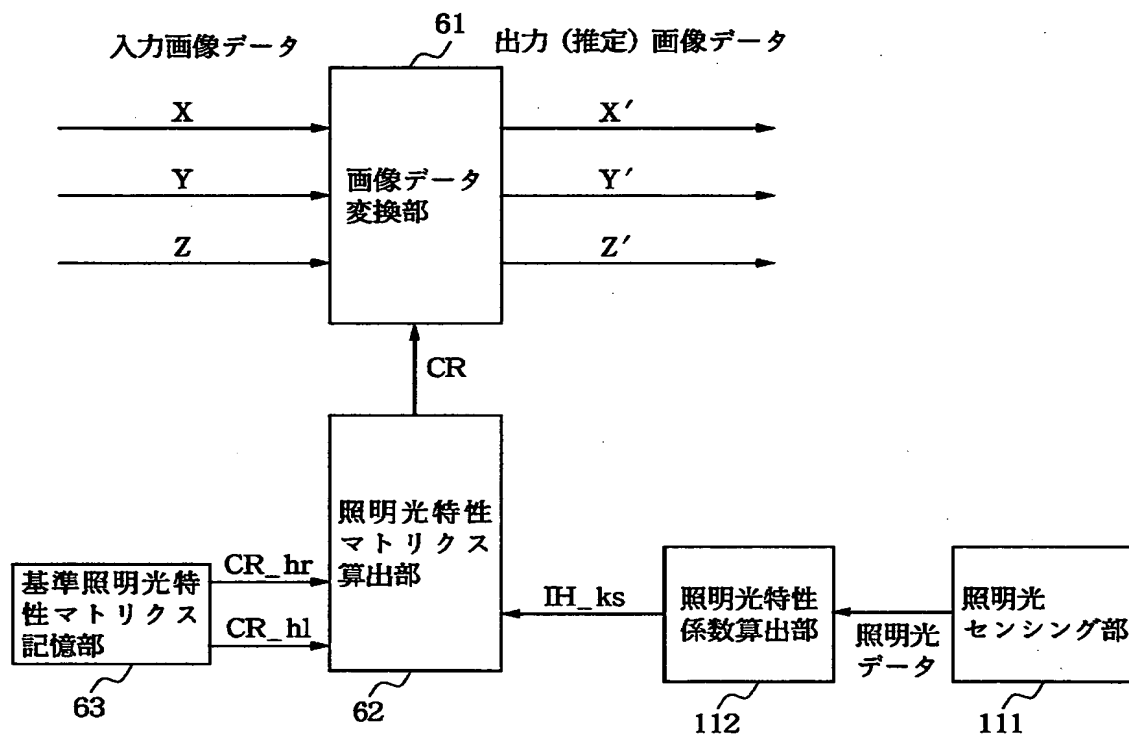 入力画像データ
61
出力(推定)画像データ
X
X′
Y
Y′
Z
Z′
画像データ
変換部
CR
照明光特性
マトリクス
算出部
基準照明光特
性マトリクス
記憶部
CR_hr
CR_hl
IH_ks
照明光特性
係数算出部
照明光
データ
照明光
センシング部
63
62
112
111